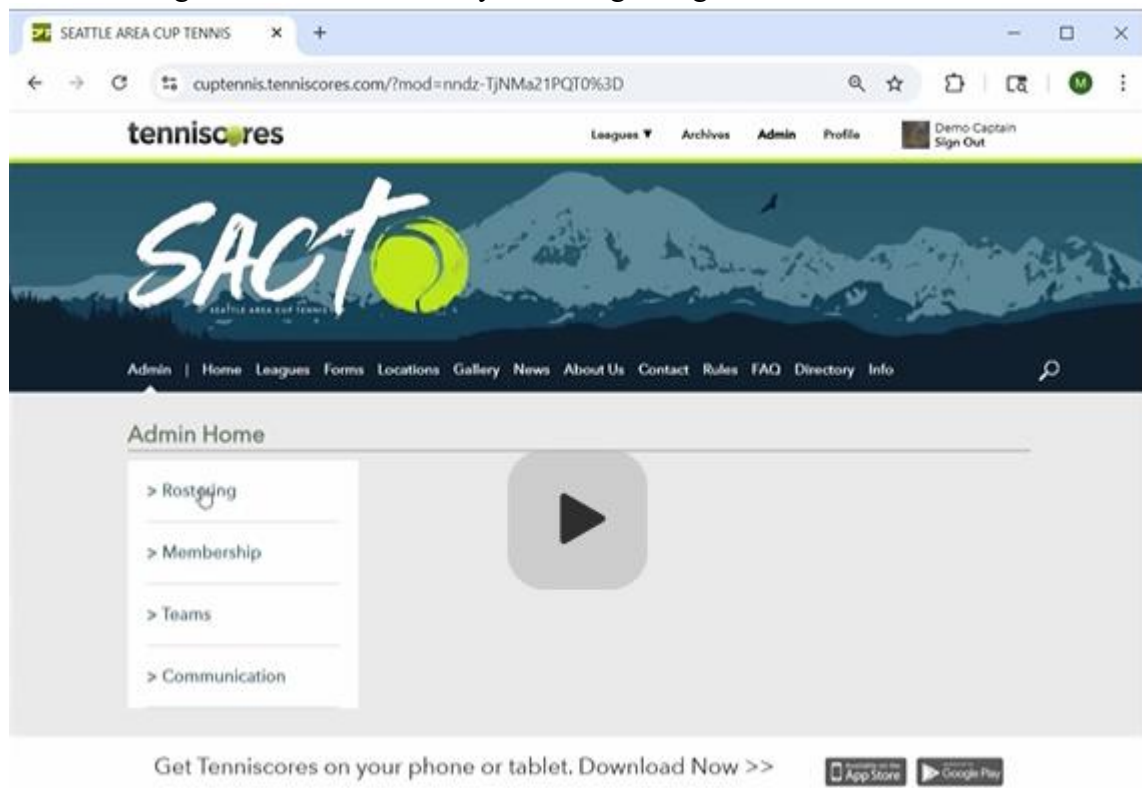 SEATTLE AREA CUP TENNIS
cuptennis.tenniscores.com/?mod=nndz-TjNMa21PQT0%3D
M
tenniscores Leagues ▼ Archives Admin Profile Demo Captain
Sign Out
SACT
SEATTLE AREA CUP TENNIS
Admin | Home Leagues Forms Locations Gallery News About Us Contact Rules FAQ Directory Info
Admin Home
> Rostering
> Membership
> Teams
> Communication
Get Tenniscores on your phone or tablet. Download Now >> App Store Google Play